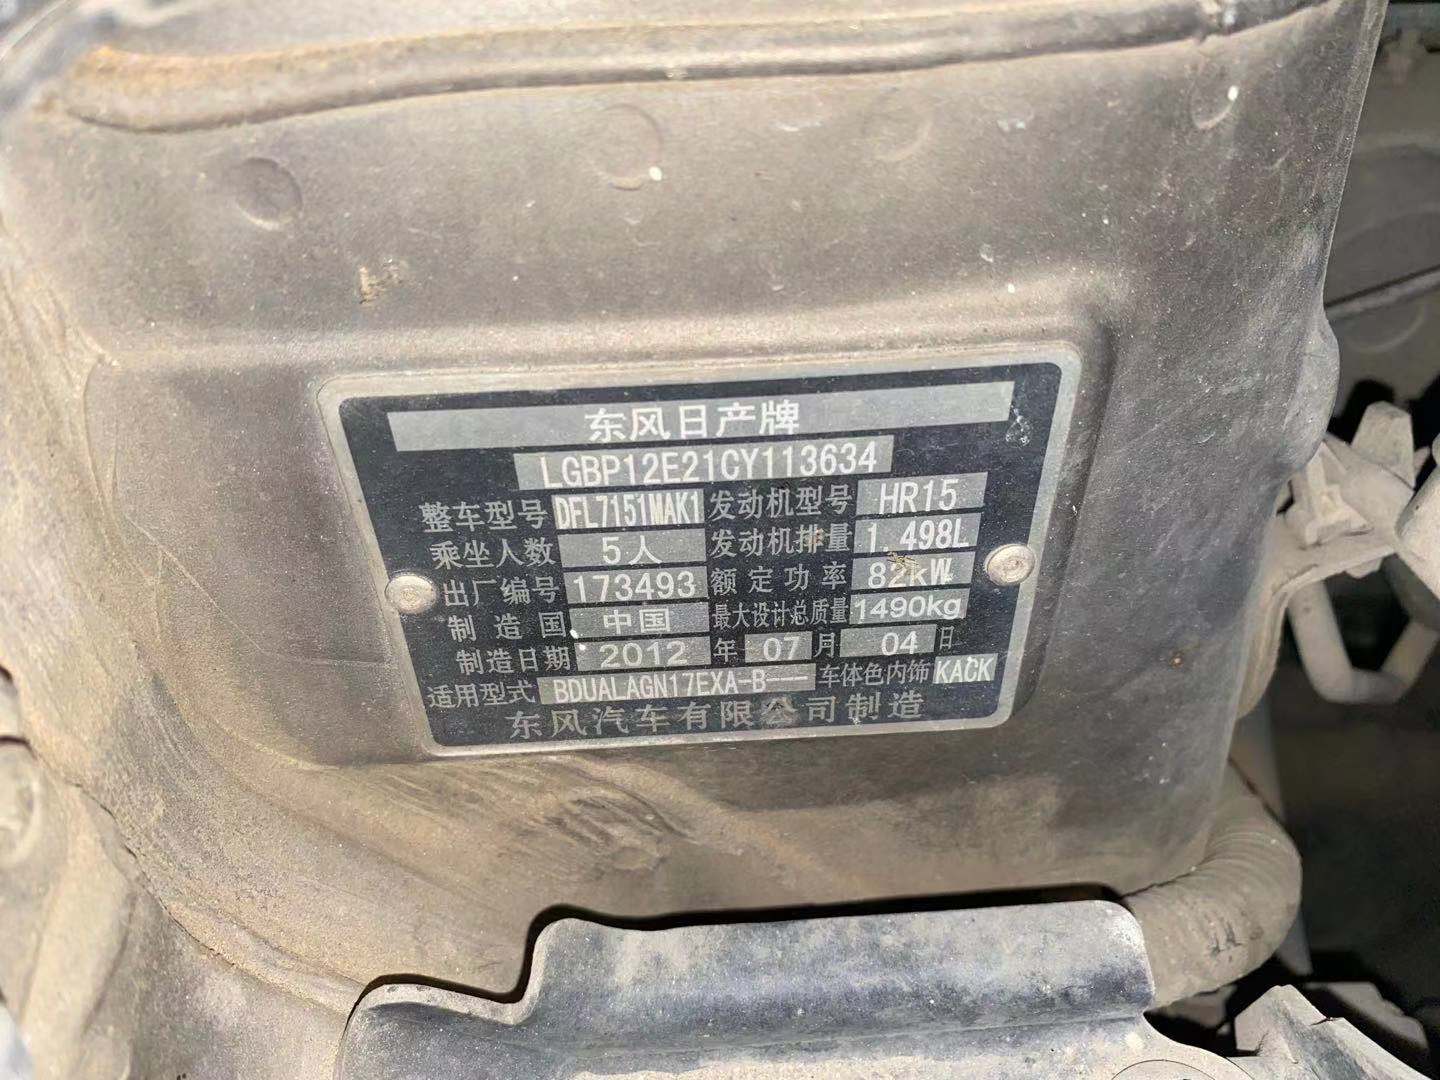 东风日产牌
LGBP12E21CY113634
整车型号 DFL7151MAK1 发动机型号 HR15
乘坐人数 5人 发动机排量 1.498L
出厂编号 173493 额定功率 82kW
制造国 中国 最大设计总质量 1490kg
制造日期 2012 年 07 月 04 日
适用型式 BDUALAGN17EXA-B--- 车体色内饰 KACK
东风汽车有限公司制造